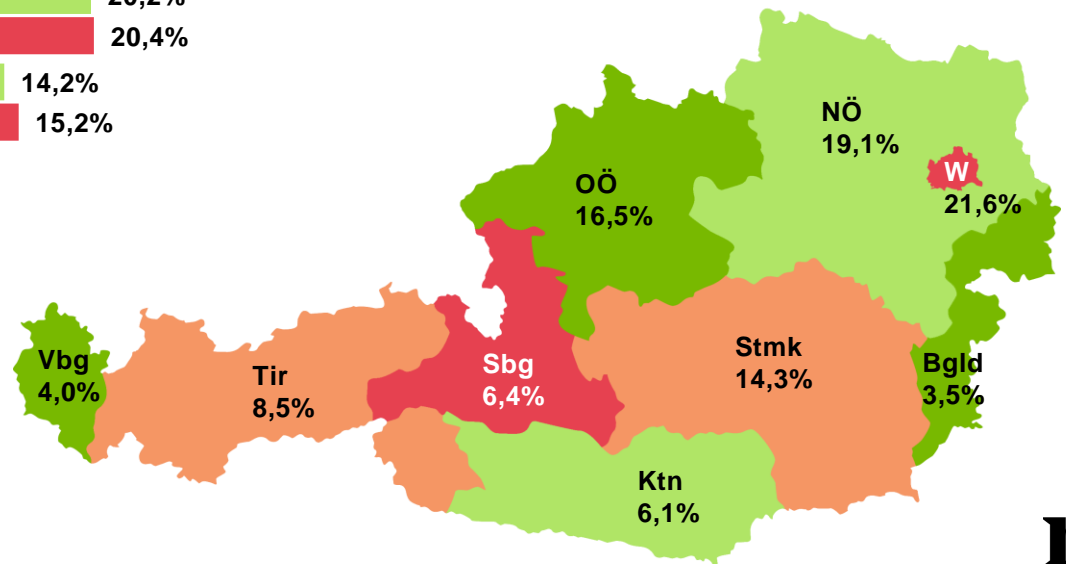 20,4%
14,2%
15,2%
NÖ
19,1%
W
21,6%
OÖ
16,5%
Vbg
4,0%
Tir
8,5%
Sbg
6,4%
Stmk
14,3%
Bgld
3,5%
Ktn
6,1%